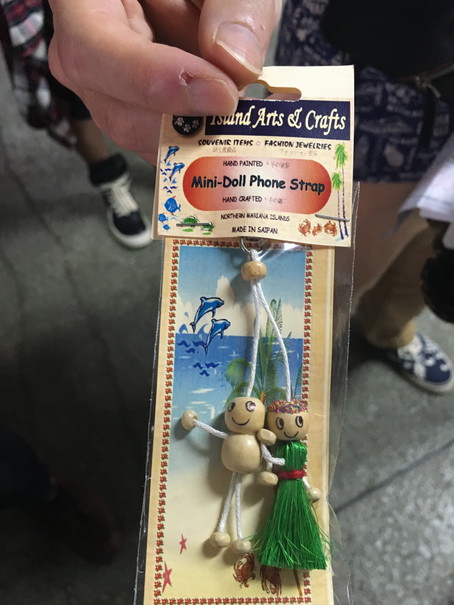 Island Arts & Crafts
SOUVENIR ITEMS ☆ FASHION JEWELRIES
HAND PAINTED •
Mini-Doll Phone Strap
HAND CRAFTED •
NORTHERN MARIANA ISLANDS
MADE IN SAIPAN